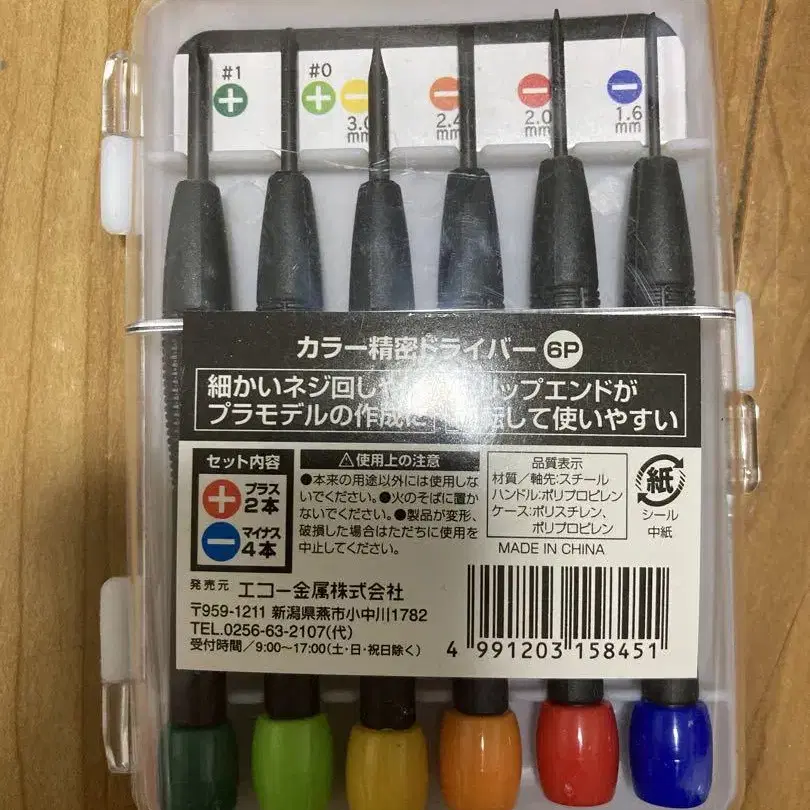 #1 #0
3.0 mm 2.4 mm 2.0 mm 1.6 mm
カラー精密ドライバー 6P
細かいネジ回しや
プラモデルの作成に
リップエンドが
して使いやすい
セット内容
プラス 2本
マイナス 4本
⚠使用上の注意
●本来の用途以外には使用しな
いでください。●火のそばに置か
ないでください。●製品が変形、
破損した場合はただちに使用を
中止してください。
品質表示
材質/軸先:スチール
ハンドル:ポリプロピレン
ケース:ポリスチレン、
ポリプロピレン
MADE IN CHINA
紙
シール
中紙
発売元 エコー金属株式会社
〒959-1211 新潟県燕市小中川1782
TEL.0256-63-2107(代)
受付時間/9:00~17:00(土・日・祝日除く)
4 991203 158451